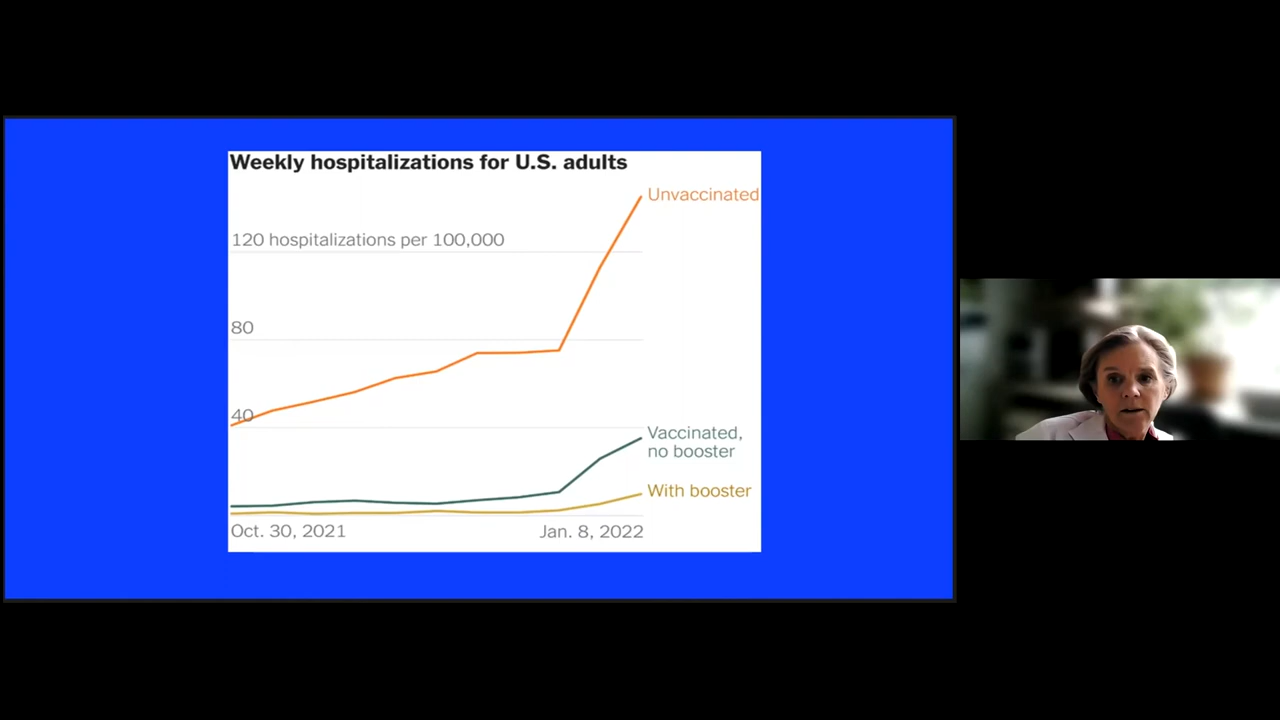 Weekly hospitalizations for U.S. adults
Unvaccinated
120 hospitalizations per 100,000
80
40
Vaccinated,
no booster
With booster
Oct. 30, 2021
Jan. 8, 2022